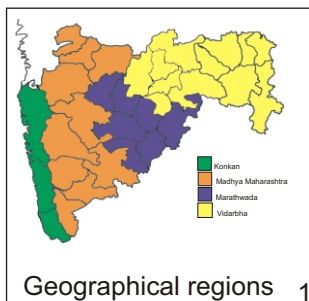 Konkan
Madhya Maharashtra
Marathwada
Vidarbha
Geographical regions 1